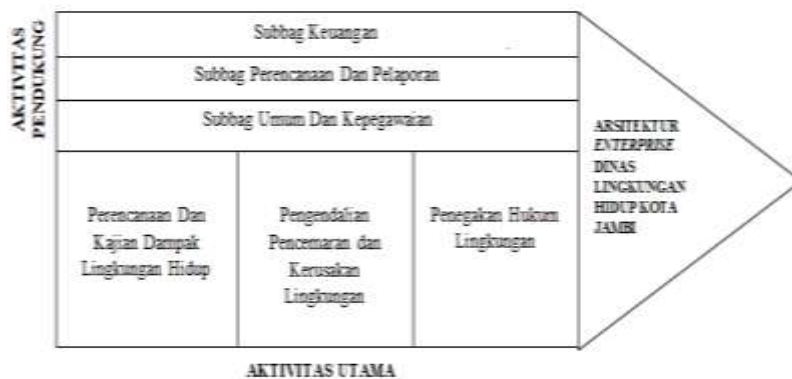 AKTIVITAS
PENDUKUNG
Subbag Keuangan
Subbag Perencanaan Dan Pelaporan
Subbag Umum Dan Kepegawaian
Perencanaan Dan
Kajian Dampak
Lingkungan Hidup
Pengendalian
Pencemaran dan
Kerusakan
Lingkungan
Penegakan Hukum
Lingkungan
ARSITEKTUR
ENTERPRISE
DINAS
LINGKUNGAN
HIDUP KOTA
JAMBI
AKTIVITAS UTAMA